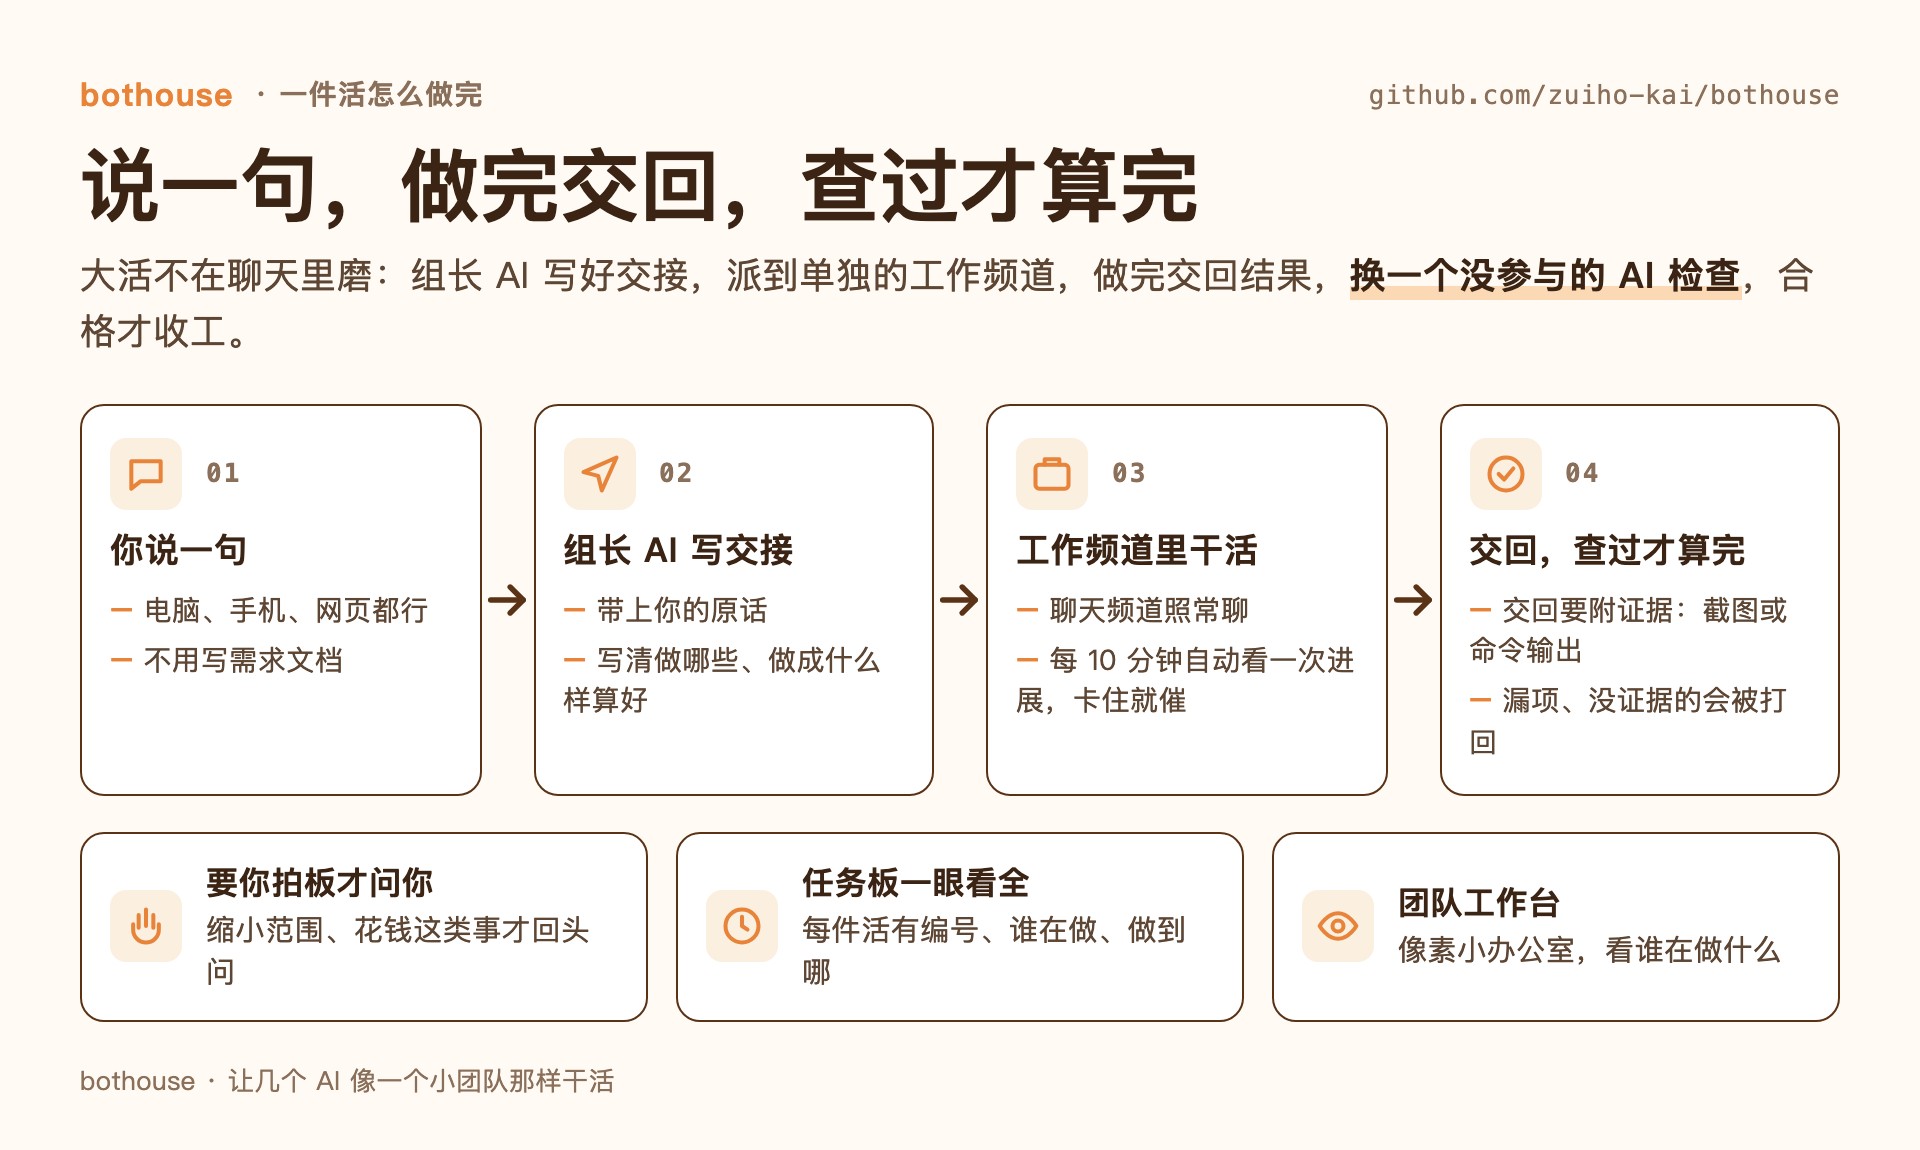 bothouse · 一件活怎么做完
github.com/zuiho-kai/bothouse
说一句，做完交回，查过才算完
大活不在聊天里磨：组长 AI 写好交接，派到单独的工作频道，做完交回结果，换一个没参与的 AI 检查，合
格才收工。
01
你说一句
— 电脑、手机、网页都行
— 不用写需求文档
02
组长 AI 写交接
— 带上你的原话
— 写清做哪些、做成什么
样算好
03
工作频道里干活
— 聊天频道照常聊
— 每 10 分钟自动看一次进
展，卡住就催
04
交回，查过才算完
— 交回要附证据：截图或
命令输出
— 漏项、没证据的会被打
回
要你拍板才问你
缩小范围、花钱这类事才回头
问
任务板一眼看全
每件活有编号、谁在做、做到
哪
团队工作台
像素小办公室，看谁在做什么
bothouse · 让几个 AI 像一个小团队那样干活